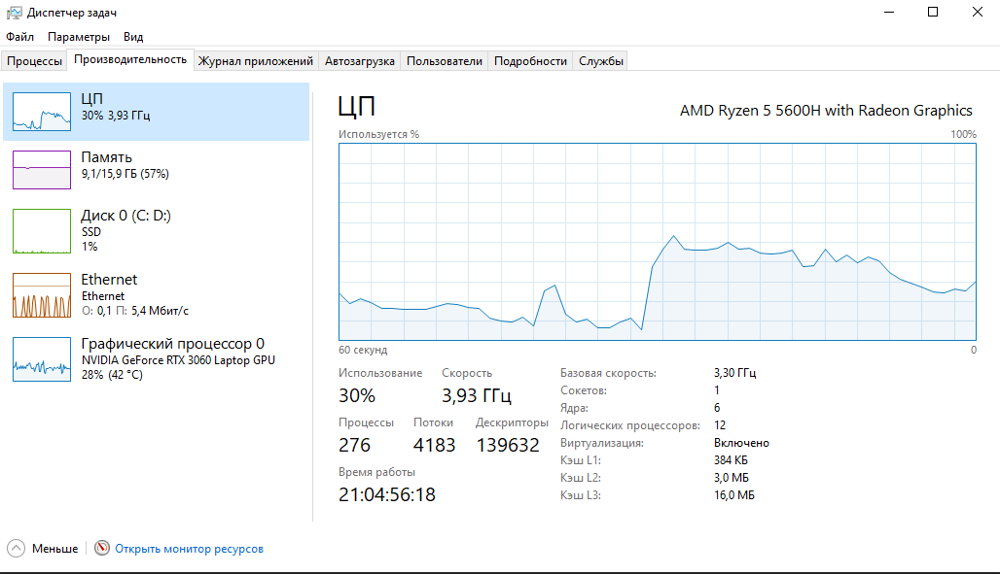 Диспетчер задач
Файл Параметры Вид
Процессы Производительность Журнал приложений Автозагрузка Пользователи Подробности Службы
ЦП
30% 3,93 ГГц
Память
9,1/15,9 ГБ (57%)
Диск 0 (C: D:)
SSD
1%
Ethernet
Ethernet
О: 0,1 П: 5,4 Мбит/с
Графический процессор 0
NVIDIA GeForce RTX 3060 Laptop GPU
28% (42 °C)
ЦП
AMD Ryzen 5 5600H with Radeon Graphics
Используется % 100%
60 секунд 0
Использование Скорость
30% 3,93 ГГц
Процессы Потоки Дескрипторы
276 4183 139632
Время работы
21:04:56:18
Базовая скорость: 3,30 ГГц
Сокетов: 1
Ядра: 6
Логических процессоров: 12
Виртуализация: Включено
Кэш L1: 384 КБ
Кэш L2: 3,0 МБ
Кэш L3: 16,0 МБ
Меньше Открыть монитор ресурсов